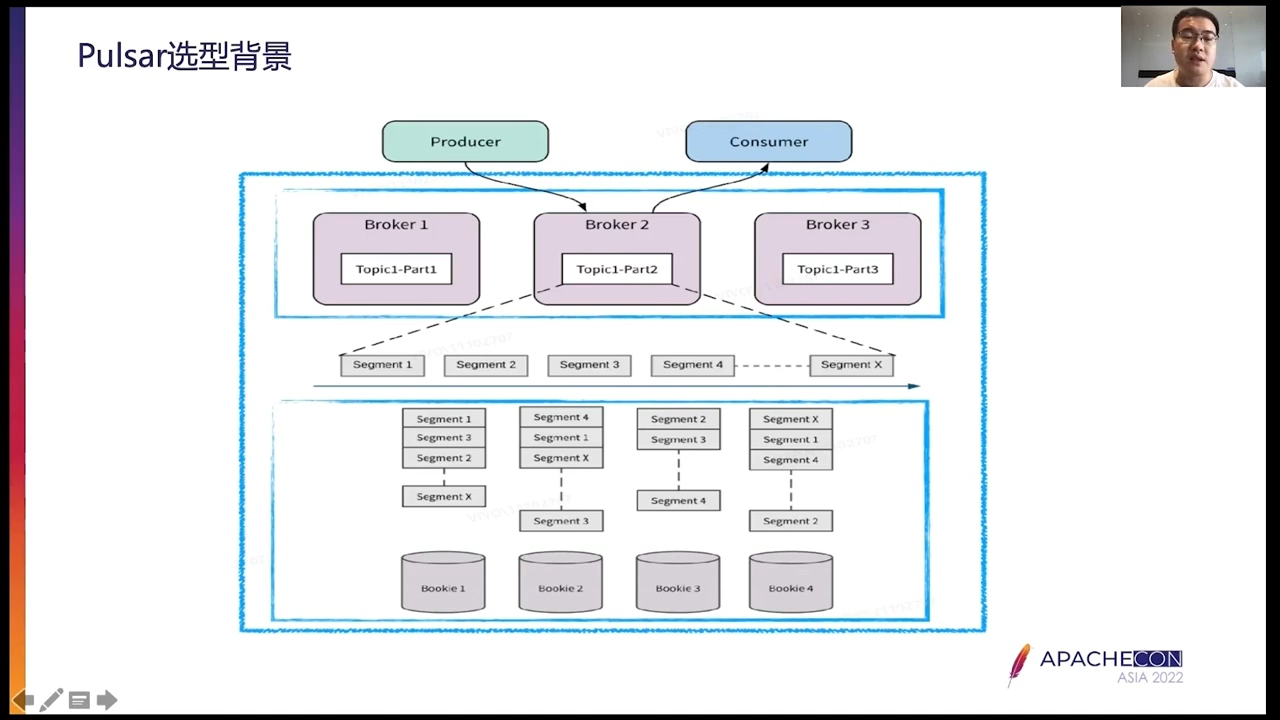 Pulsar选型背景
Producer
Consumer
Broker 1
Broker 2
Broker 3
Topic1-Part1
Topic1-Part2
Topic1-Part3
Segment 1
Segment 2
Segment 3
Segment 4
Segment X
Segment 1
Segment 3
Segment 2
Segment X
Segment 4
Segment 1
Segment X
Segment 3
Segment 2
Segment 3
Segment 4
Segment X
Segment 1
Segment 4
Segment 2
Bookie 1
Bookie 2
Bookie 3
Bookie 4
APACHECON
ASIA 2022